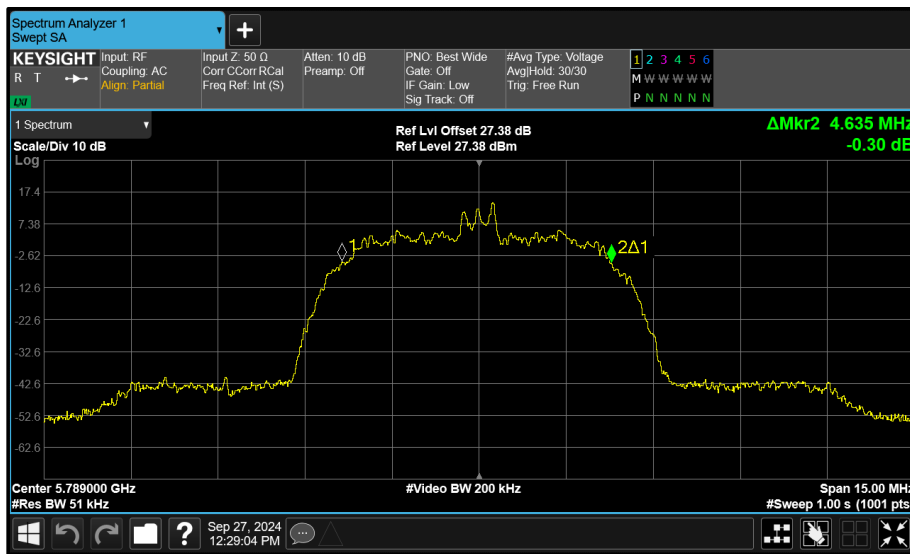 Spectrum Analyzer 1
Swept SA
+
KEYSIGHT
R T
LXI
Input: RF
Coupling: AC
Align: Partial
Input Z: 50 Ω
Corr CCorr RCal
Freq Ref: Int (S)
Atten: 10 dB
Preamp: Off
PNO: Best Wide
Gate: Off
IF Gain: Low
Sig Track: Off
#Avg Type: Voltage
Avg|Hold: 30/30
Trig: Free Run
1 2 3 4 5 6
M W W W W W
P N N N N N
1 Spectrum
Scale/Div 10 dB
Ref Lvl Offset 27.38 dB
Ref Level 27.38 dBm
ΔMkr2 4.635 MHz
-0.30 dB
Log
17.4
7.38
-2.62
-12.6
-22.6
-32.6
-42.6
-52.6
-62.6
1
2Δ1
Center 5.789000 GHz
#Res BW 51 kHz
#Video BW 200 kHz
Span 15.00 MHz
#Sweep 1.00 s (1001 pts
?
Sep 27, 2024
12:29:04 PM